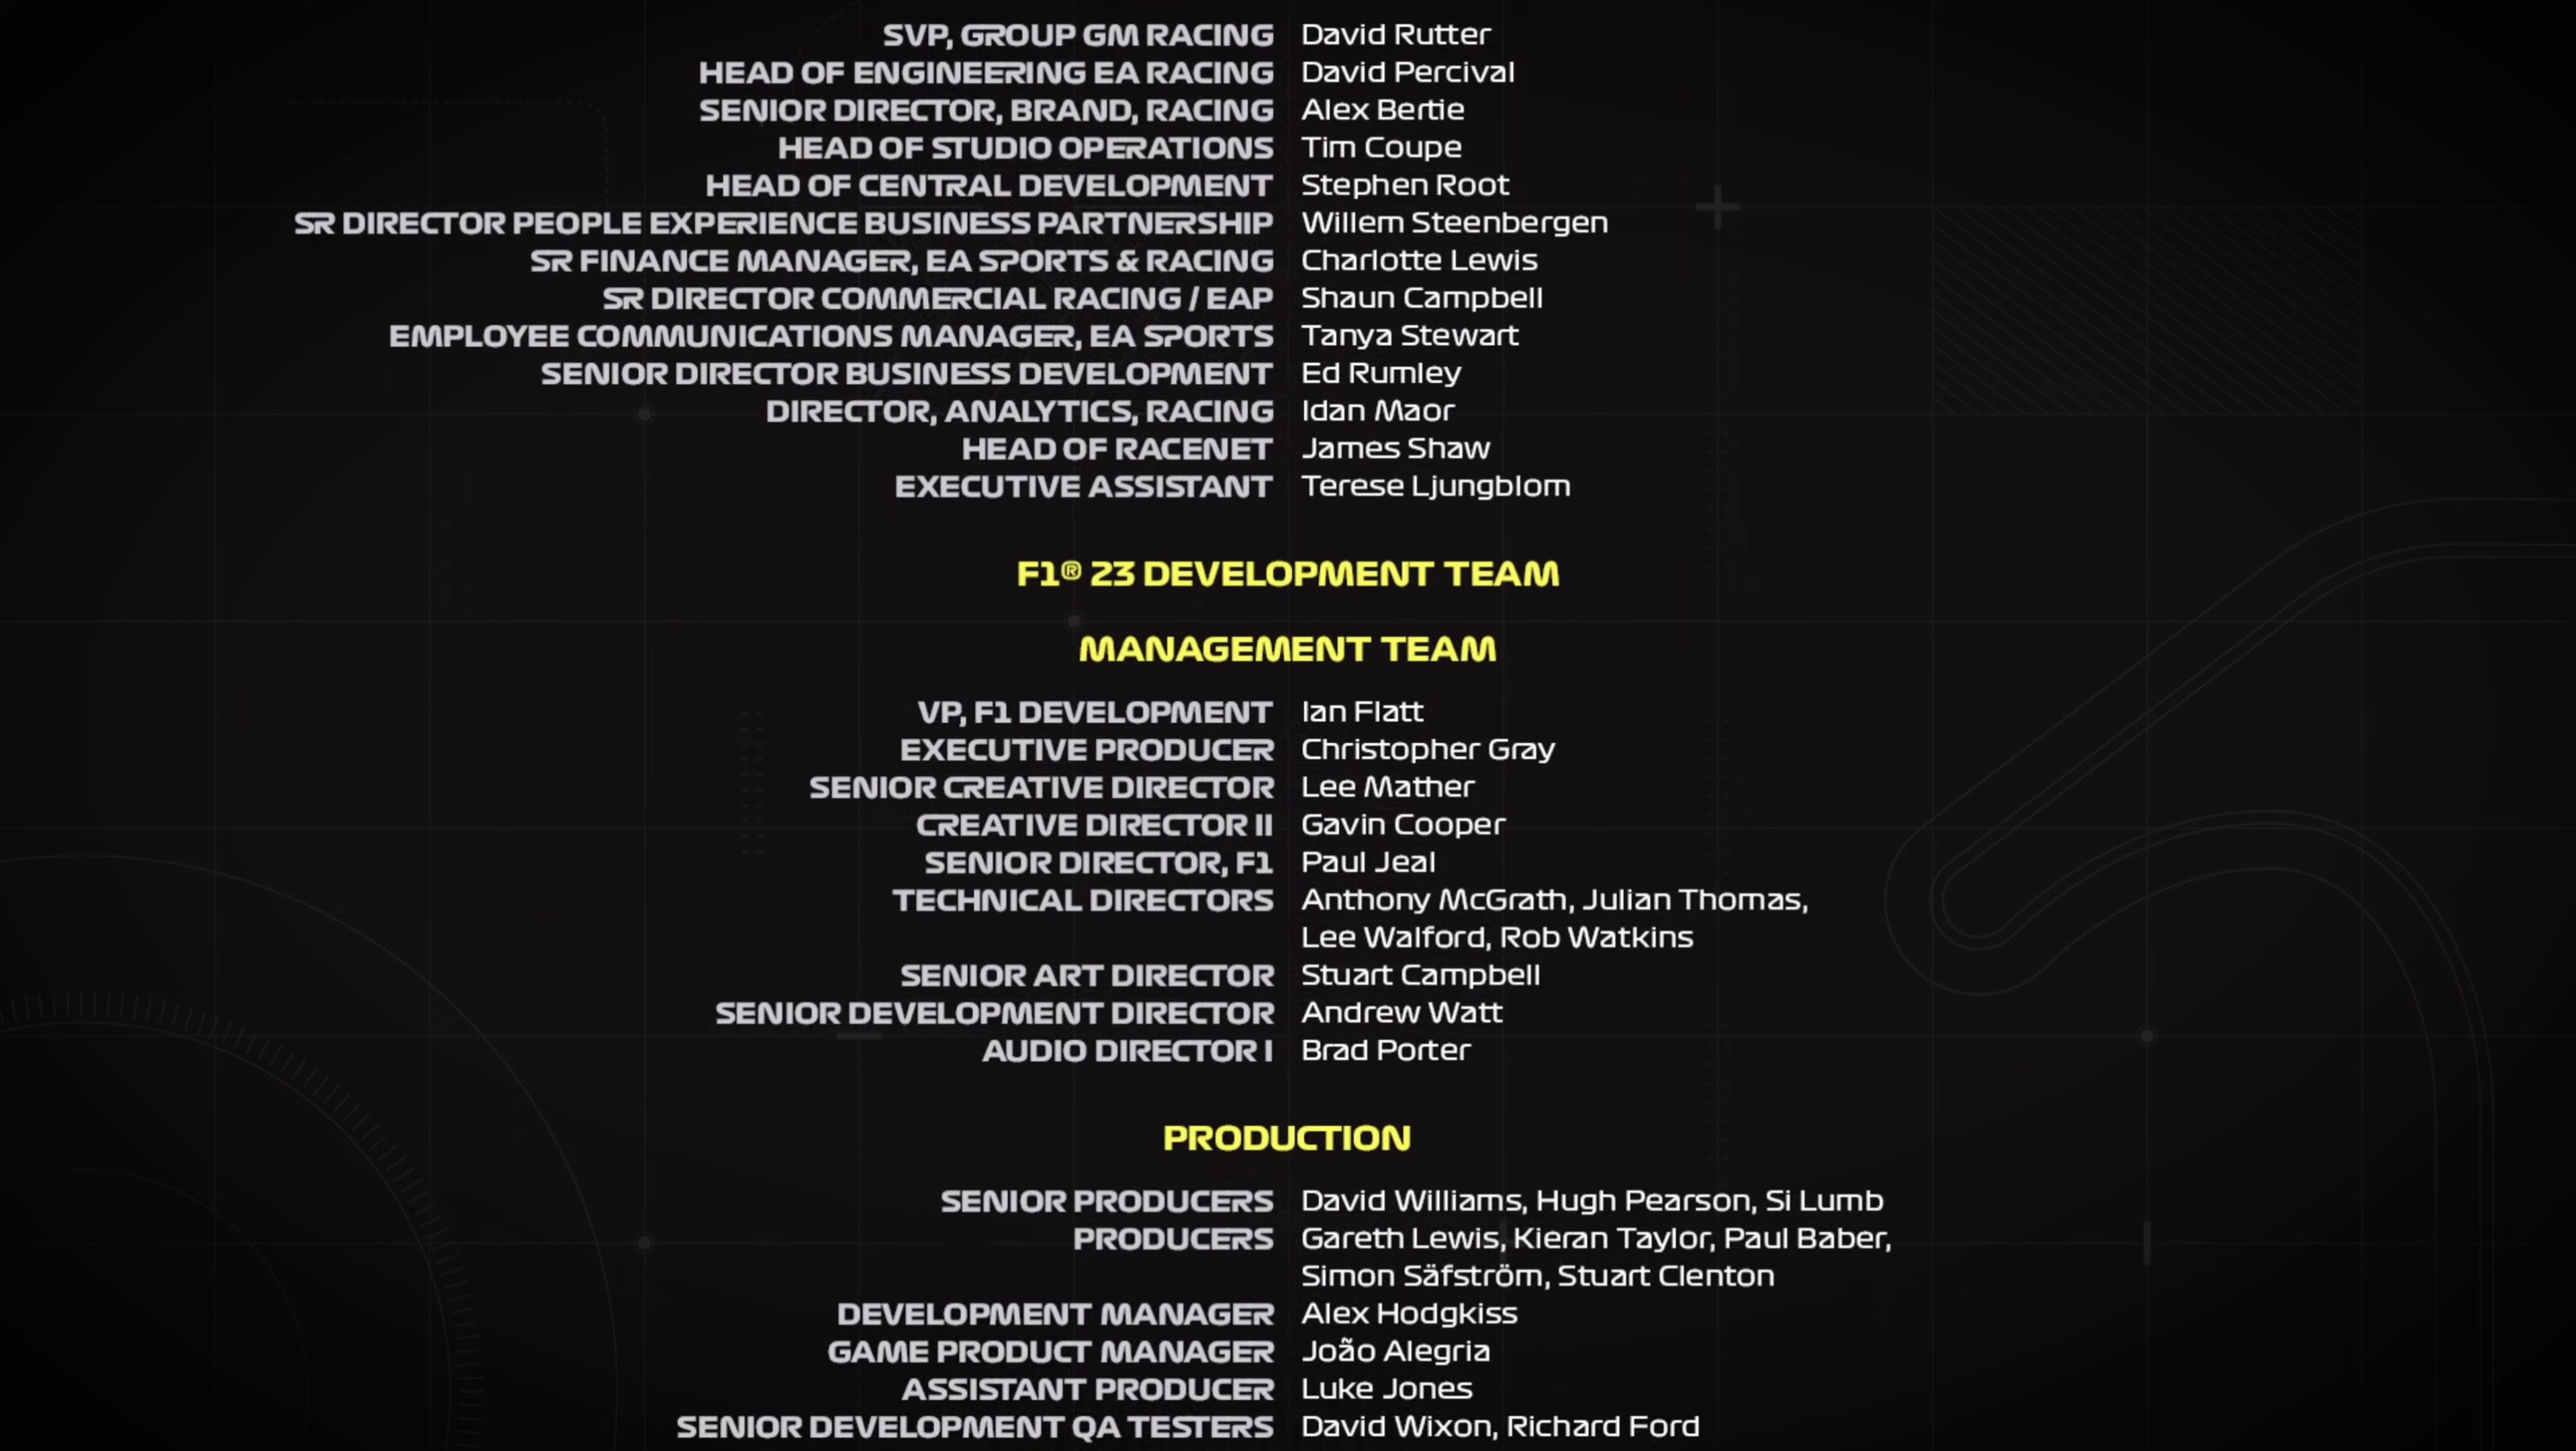 SVP, GROUP GM RACING David Rutter
HEAD OF ENGINEERING EA RACING David Percival
SENIOR DIRECTOR, BRAND, RACING Alex Bertie
HEAD OF STUDIO OPERATIONS Tim Coupe
HEAD OF CENTRAL DEVELOPMENT Stephen Root
SR DIRECTOR PEOPLE EXPERIENCE BUSINESS PARTNERSHIP Willem Steenbergen
SR FINANCE MANAGER, EA SPORTS & RACING Charlotte Lewis
SR DIRECTOR COMMERCIAL RACING / EAP Shaun Campbell
EMPLOYEE COMMUNICATIONS MANAGER, EA SPORTS Tanya Stewart
SENIOR DIRECTOR BUSINESS DEVELOPMENT Ed Rumley
DIRECTOR, ANALYTICS, RACING Idan Maor
HEAD OF RACENET James Shaw
EXECUTIVE ASSISTANT Terese Ljungblom
F1® 23 DEVELOPMENT TEAM
MANAGEMENT TEAM
VP, F1 DEVELOPMENT Ian Flatt
EXECUTIVE PRODUCER Christopher Gray
SENIOR CREATIVE DIRECTOR Lee Mather
CREATIVE DIRECTOR II Gavin Cooper
SENIOR DIRECTOR, F1 Paul Jeal
TECHNICAL DIRECTORS Anthony McGrath, Julian Thomas,
Lee Walford, Rob Watkins
SENIOR ART DIRECTOR Stuart Campbell
SENIOR DEVELOPMENT DIRECTOR Andrew Watt
AUDIO DIRECTOR I Brad Porter
PRODUCTION
SENIOR PRODUCERS David Williams, Hugh Pearson, Si Lumb
PRODUCERS Gareth Lewis, Kieran Taylor, Paul Baber,
Simon Säfström, Stuart Clenton
DEVELOPMENT MANAGER Alex Hodgkiss
GAME PRODUCT MANAGER João Alegria
ASSISTANT PRODUCER Luke Jones
SENIOR DEVELOPMENT QA TESTERS David Wixon, Richard Ford